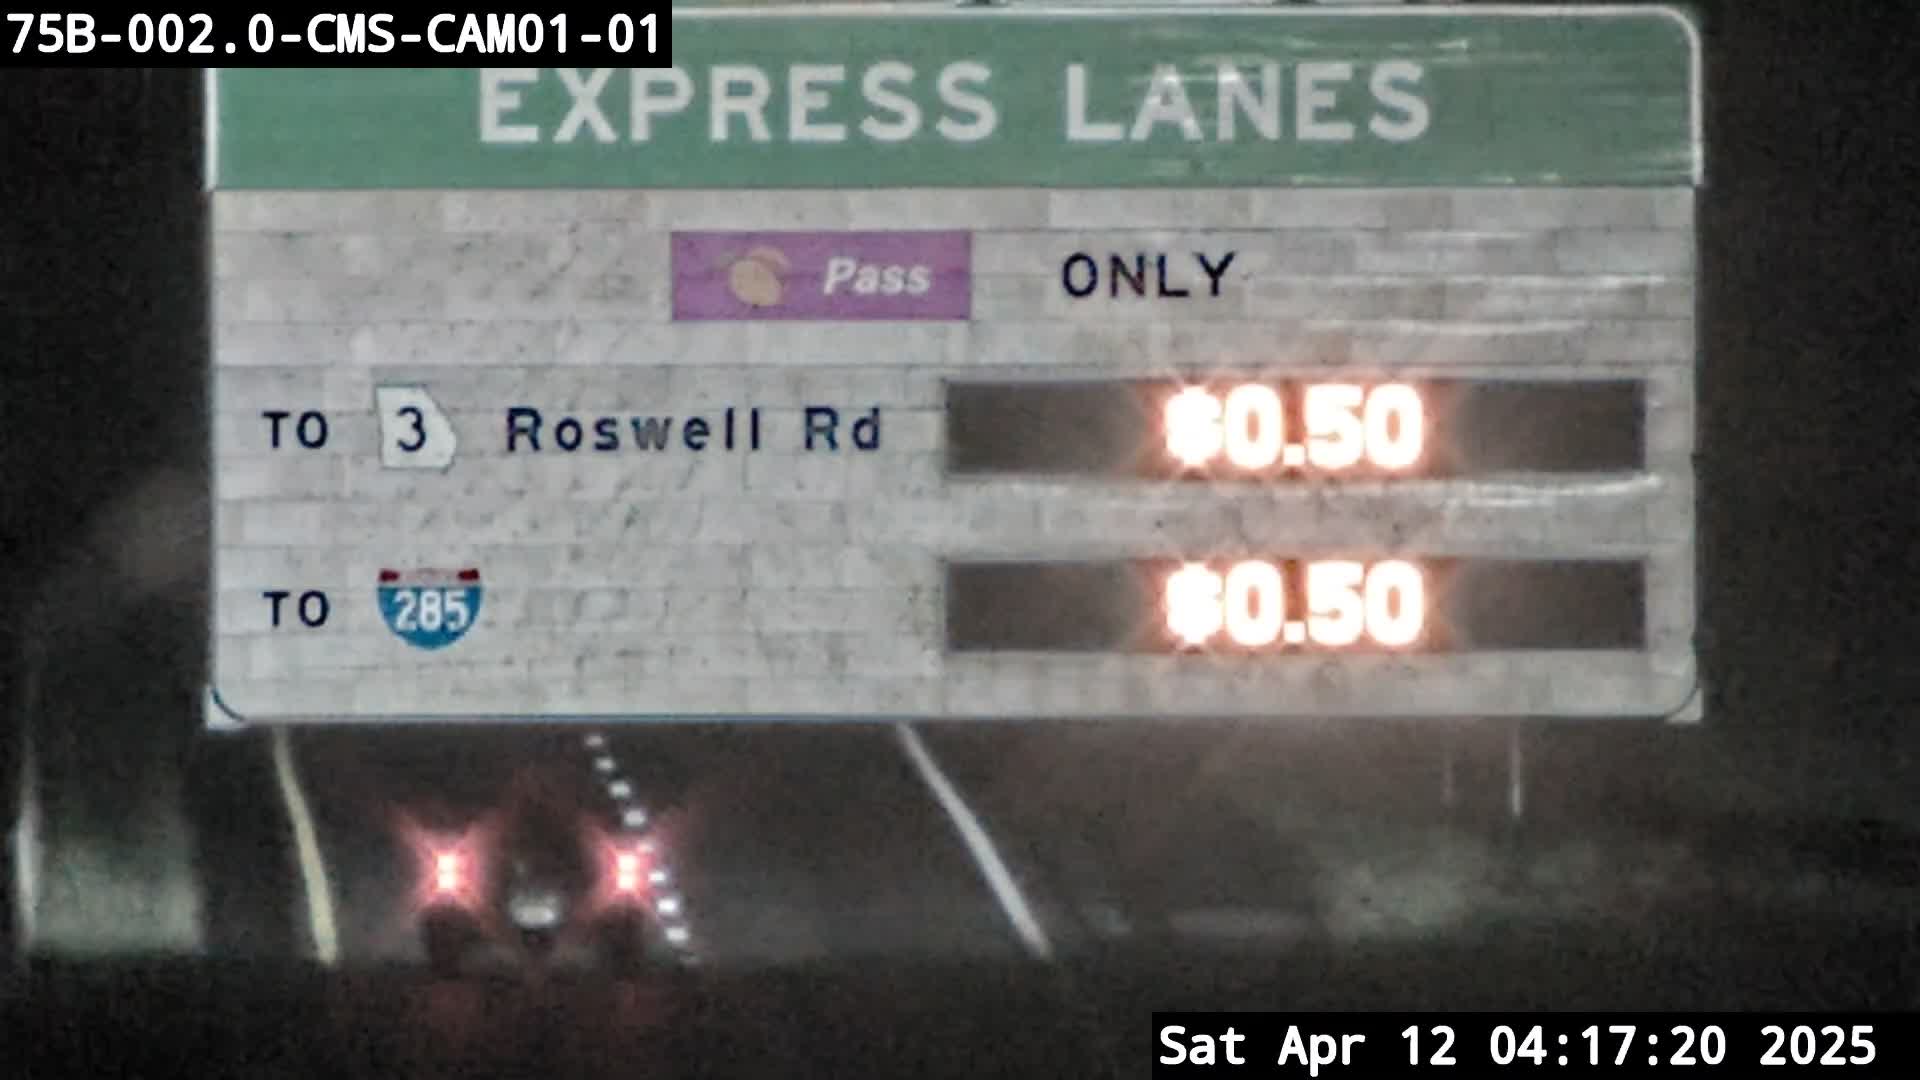 75B-002.0-CMS-CAM01-01
EXPRESS LANES
Pass ONLY
TO 3 Roswell Rd $0.50
TO 285 $0.50
Sat Apr 12 04:17:20 2025